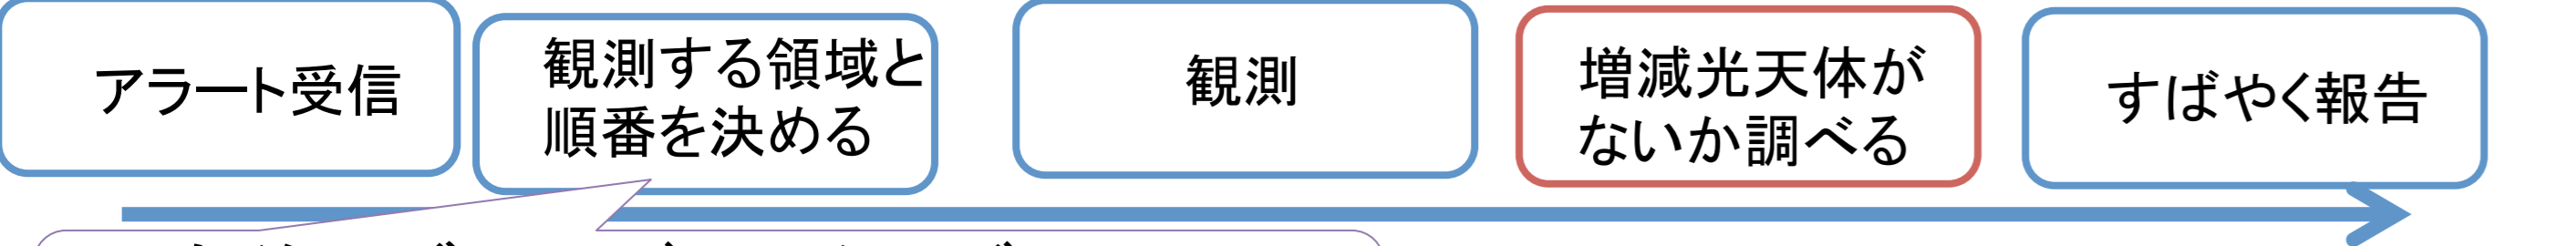 アラート受信
観測する領域と
順番を決める
観測
増減光天体が
ないか調べる
すばやく報告